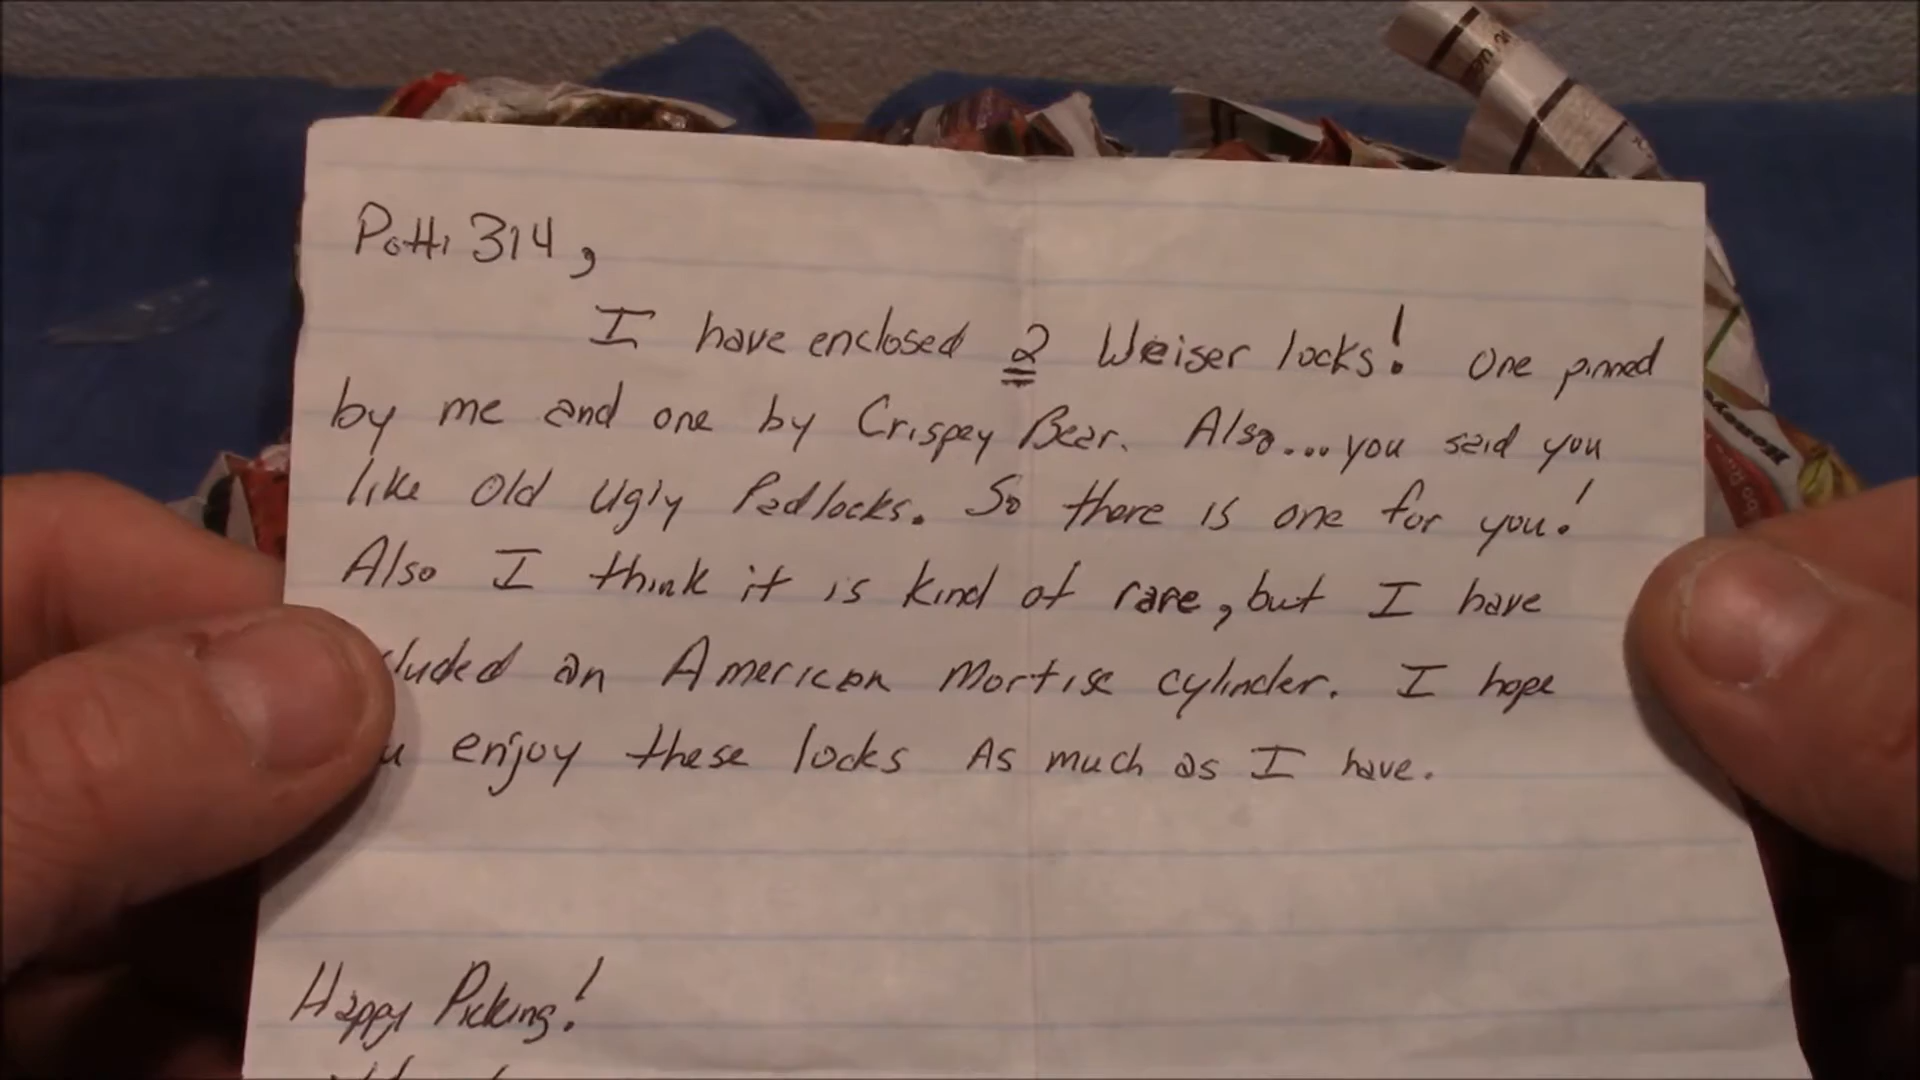 Potti 314,
I have enclosed 2 Weiser locks! One pinned
by me and one by Crispey Bear. Also... you said you
like Old Ugly Padlocks. So there is one for you!
Also I think it is kind of rare, but I have
cluded an American Mortise cylinder. I hope
u enjoy these locks As much as I have.
Happy Picking!